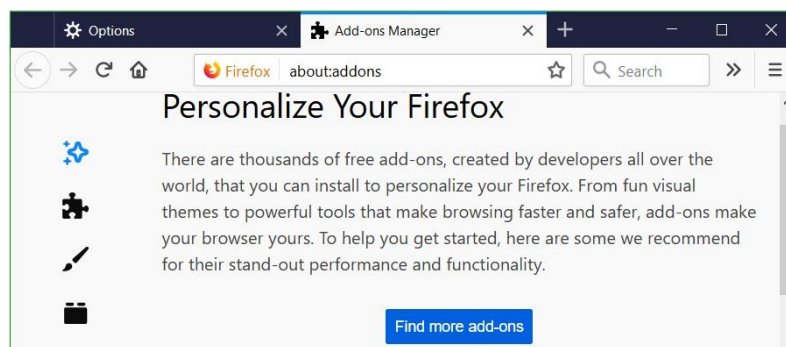 Options
Add-ons Manager
Firefox about:addons
Search
Personalize Your Firefox
There are thousands of free add-ons, created by developers all over the
world, that you can install to personalize your Firefox. From fun visual
themes to powerful tools that make browsing faster and safer, add-ons make
your browser yours. To help you get started, here are some we recommend
for their stand-out performance and functionality.
Find more add-ons